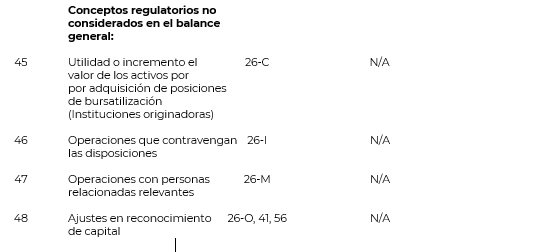 Conceptos regulatorios no
considerados en el balance
general:
45 Utilidad o incremento el 26-C N/A
valor de los activos por
por adquisición de posiciones
de bursatilización
(Instituciones originadoras)
46 Operaciones que contravengan 26-I N/A
las disposiciones
47 Operaciones con personas 26-M N/A
relacionadas relevantes
48 Ajustes en reconocimiento 26-O, 41, 56 N/A
de capital